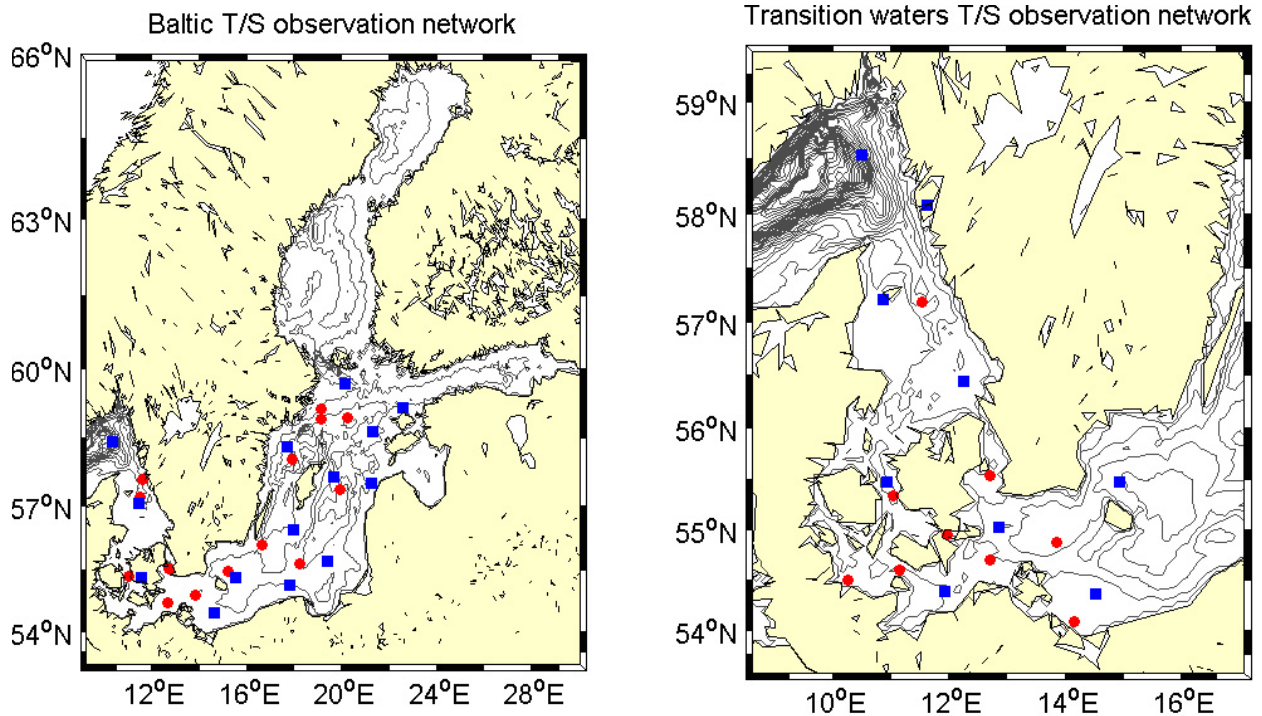 Baltic T/S observation network
66°N
63°N
60°N
57°N
54°N
12°E 16°E 20°E 24°E 28°E
Transition waters T/S observation network
59°N
58°N
57°N
56°N
55°N
54°N
10°E 12°E 14°E 16°E